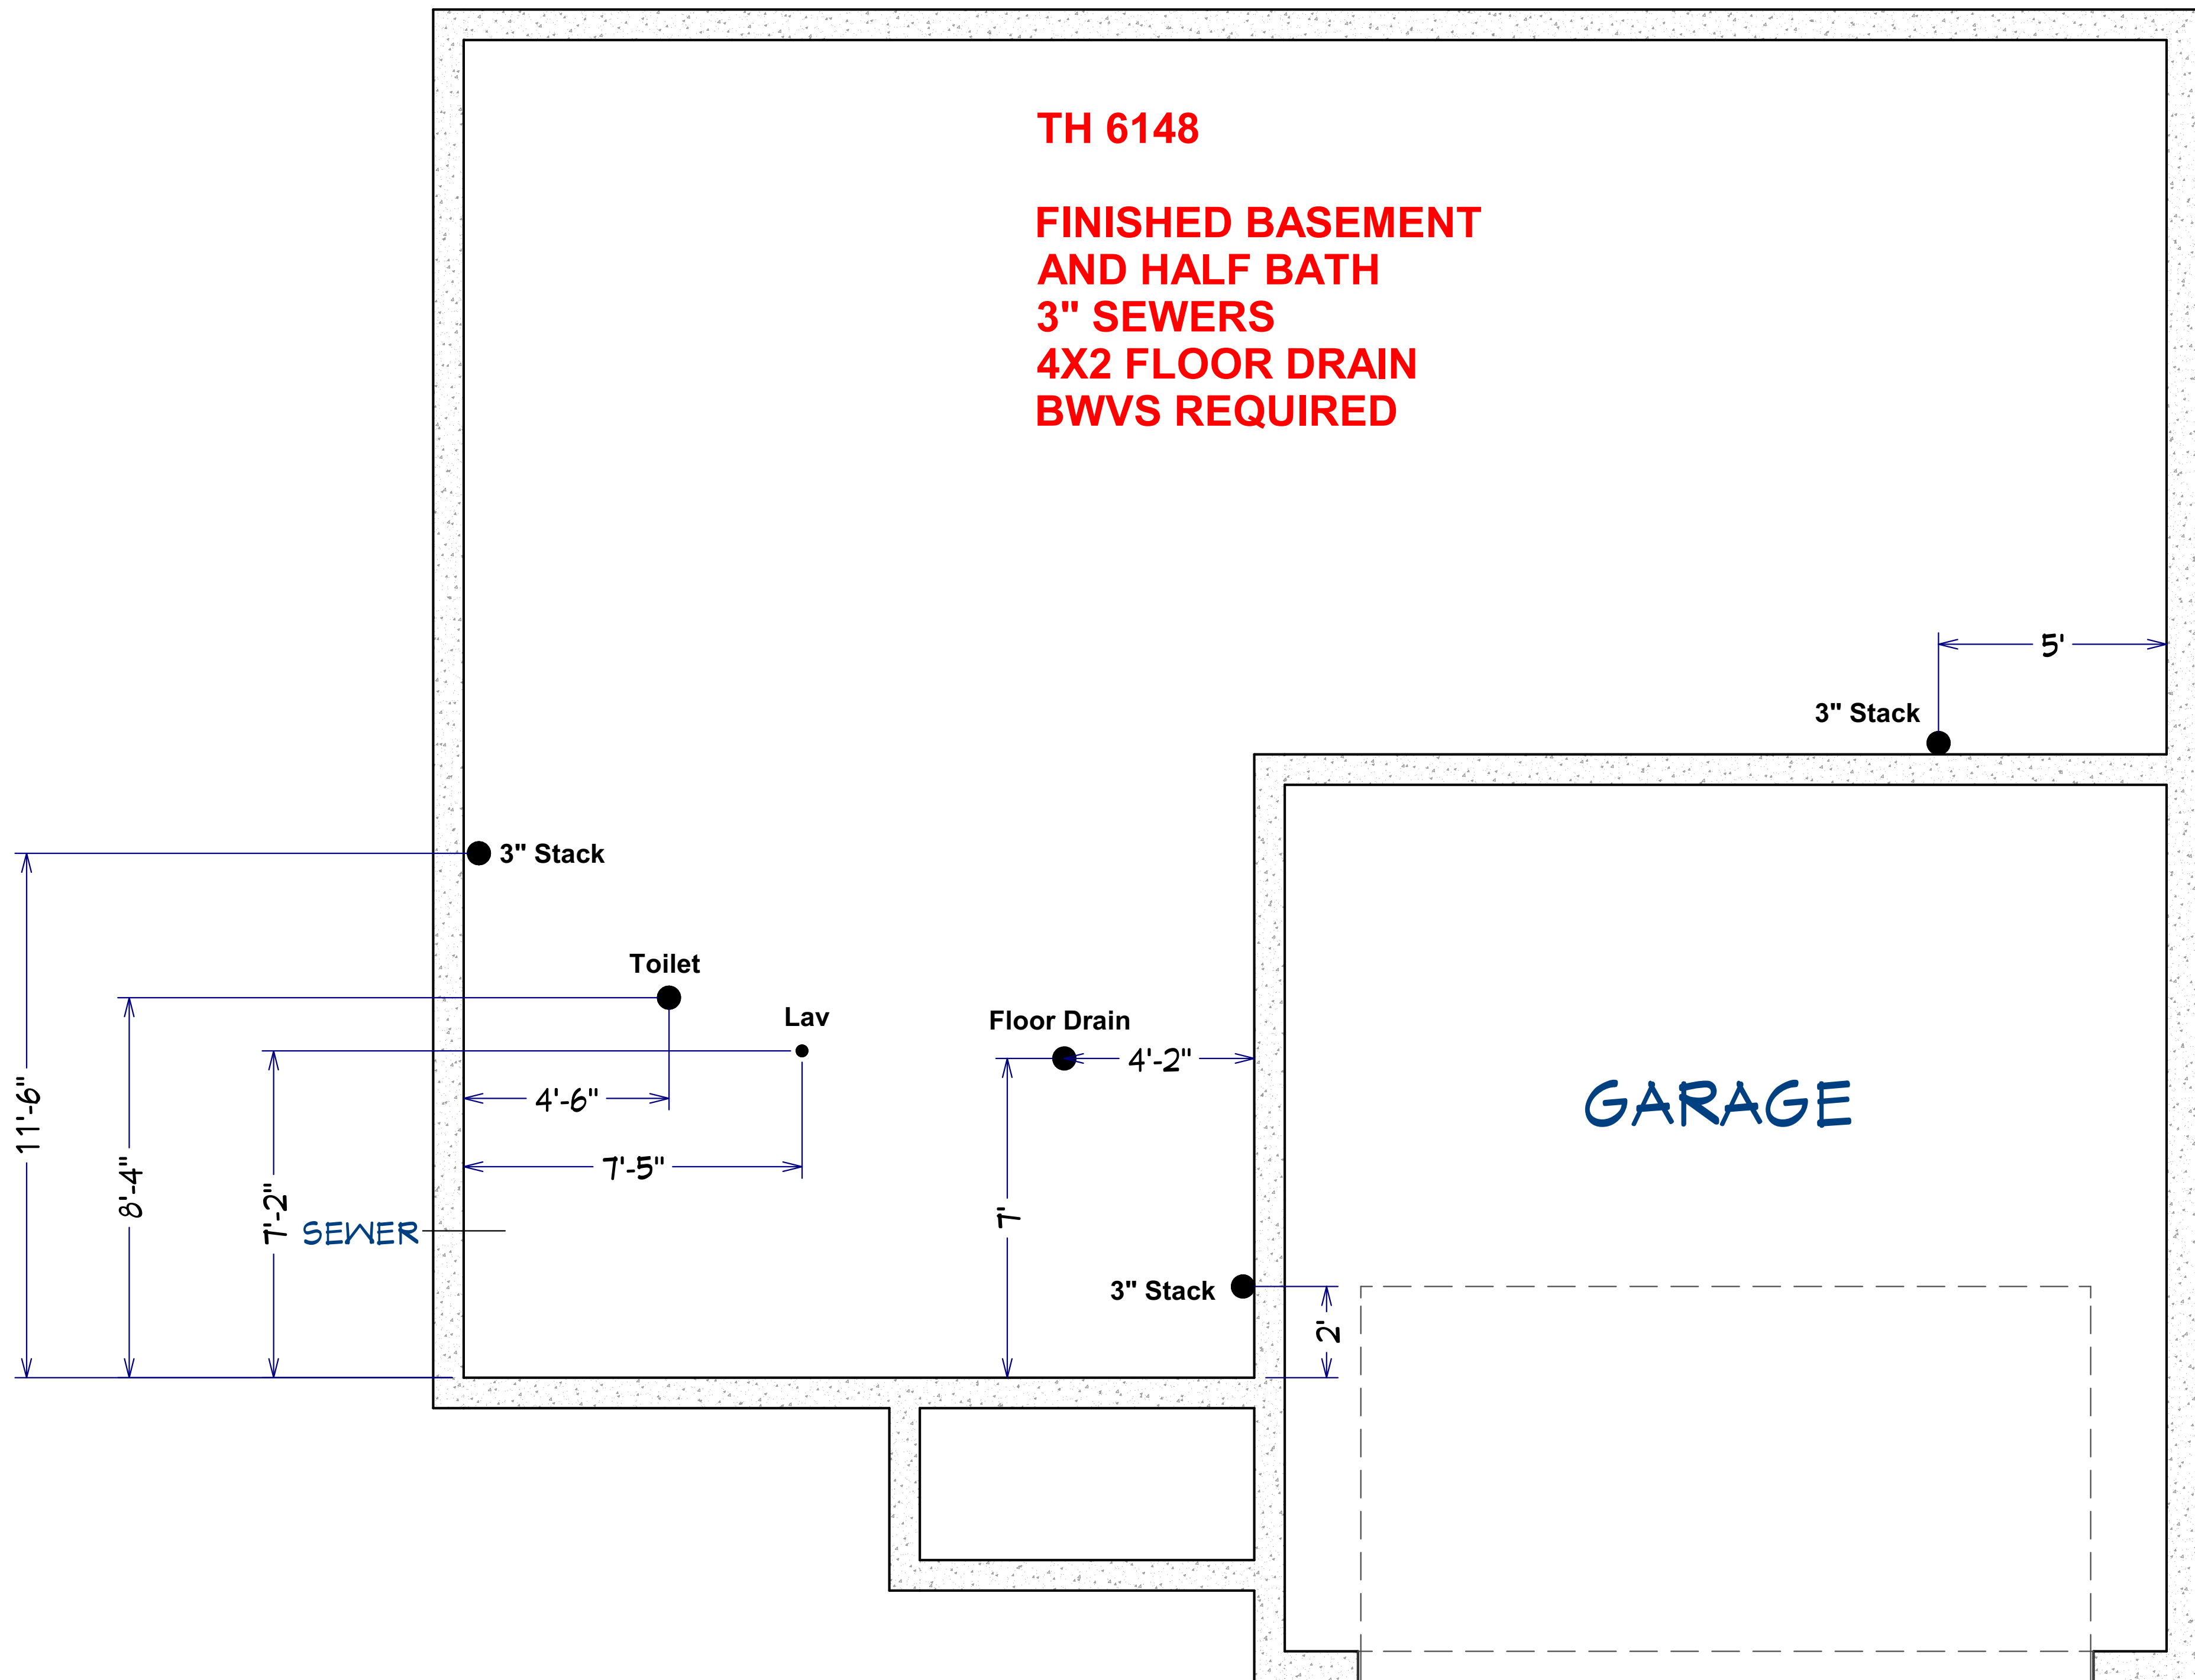 TH 6148
FINISHED BASEMENT
AND HALF BATH
3" SEWERS
4X2 FLOOR DRAIN
BWVS REQUIRED
5'
3" Stack
3" Stack
Toilet
Lav
Floor Drain
4'-2"
4'-6"
GARAGE
11'-6"
8'-4"
7'-5"
7'-2"
7'
SEWER
3" Stack
2'